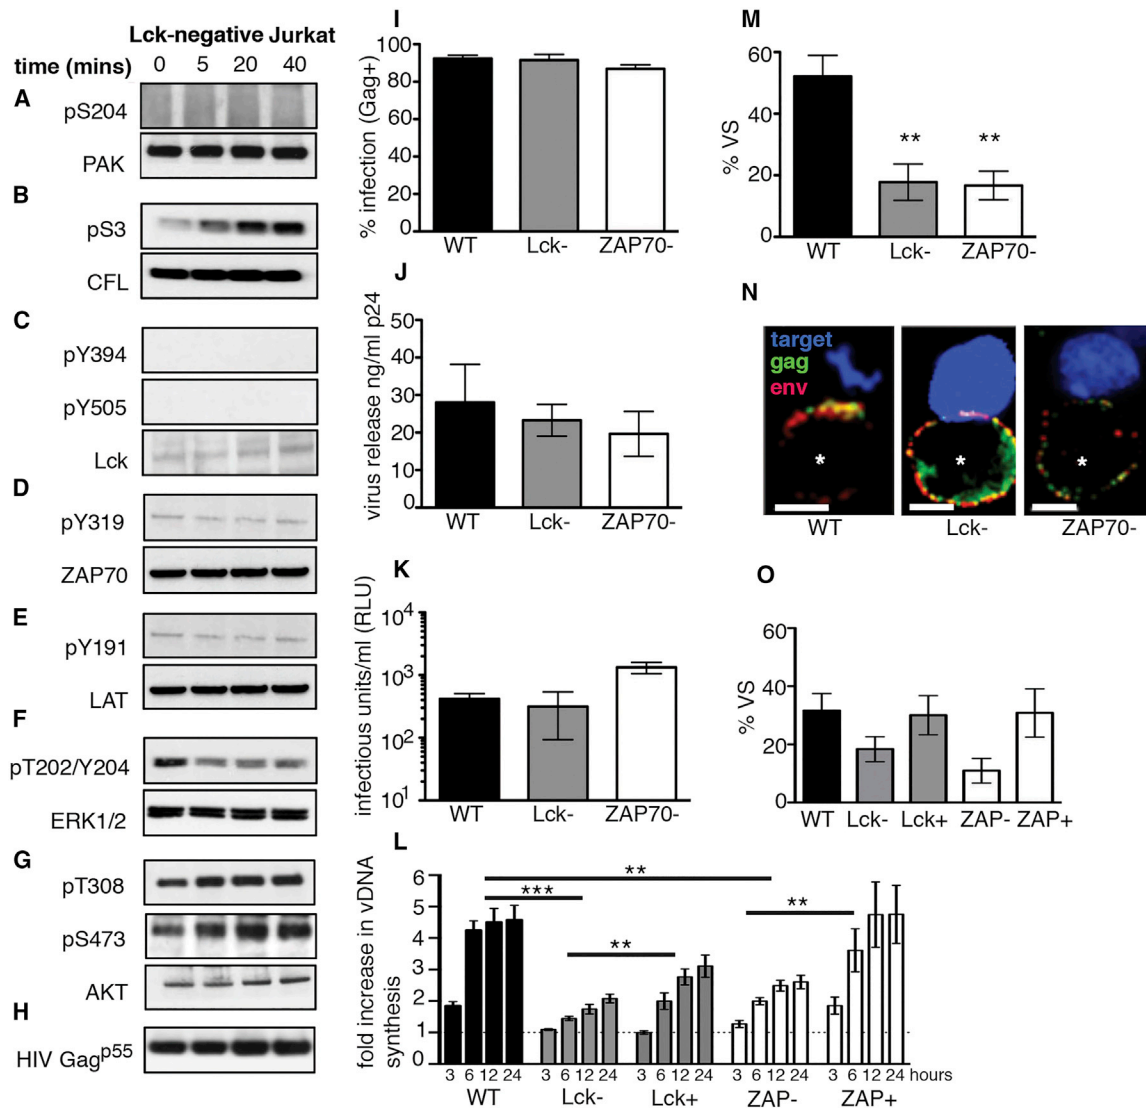 Lck-negative Jurkat
time (mins) 0 5 20 40
A
pS204
PAK
B
pS3
CFL
C
pY394
pY505
Lck
D
pY319
ZAP70
E
pY191
LAT
F
pT202/Y204
ERK1/2
G
pT308
pS473
AKT
H
HIV Gagp55
I
% infection (Gag+)
100
80
60
40
20
0
WT Lck- ZAP70-
J
virus release ng/ml p24
50
40
30
20
10
0
WT Lck- ZAP70-
K
infectious units/ml (RLU)
10^4
10^3
10^2
10^1
WT Lck- ZAP70-
L
fold increase in vDNA
synthesis
6
5
4
3
2
1
0
**
***
**
**
3 6 12 24 3 6 12 24 3 6 12 24 3 6 12 24 3 6 12 24 hours
WT Lck- Lck+ ZAP- ZAP+
M
% VS
60
40
20
0
** **
WT Lck- ZAP70-
N
target
gag
env
* * *
WT Lck- ZAP70-
O
% VS
60
40
20
0
WT Lck- Lck+ ZAP- ZAP+